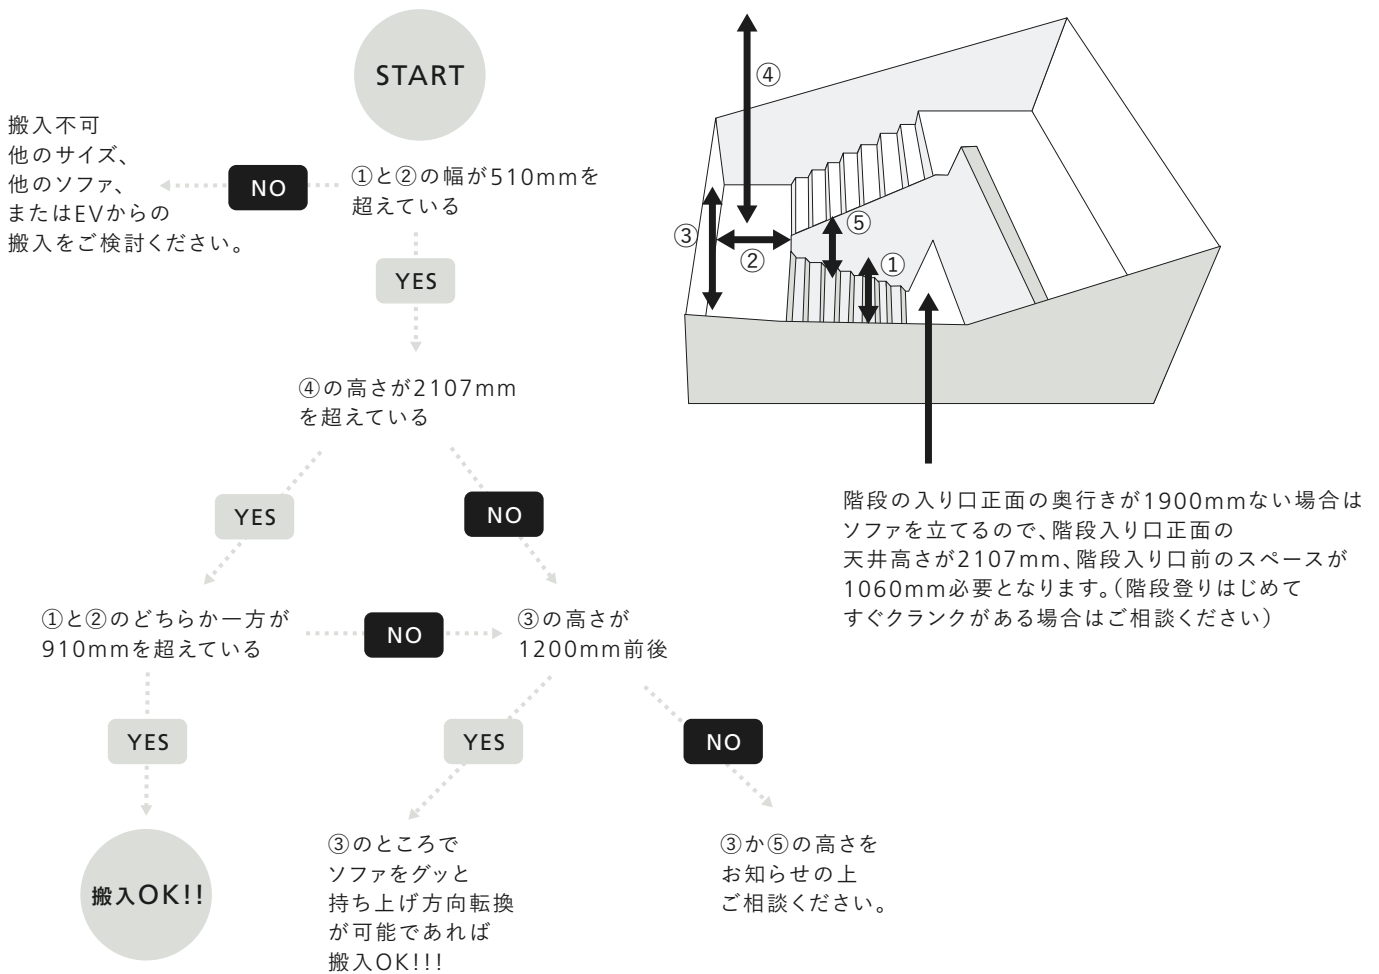 START
①と②の幅が510mmを
超えている
NO
搬入不可
他のサイズ、
他のソファ、
またはEVからの
搬入をご検討ください。
YES
④の高さが2107mm
を超えている
YES
NO
①と②のどちらか一方が
910mmを超えている
NO
③の高さが
1200mm前後
YES
YES
NO
搬入OK!!
③のところで
ソファをグッと
持ち上げ方向転換
が可能であれば
搬入OK!!!
③か⑤の高さを
お知らせの上
ご相談ください。
④
③
②
⑤
①
階段の入り口正面の奥行きが1900mmない場合は
ソファを立てるので、階段入り口正面の
天井高さが2107mm、階段入り口前のスペースが
1060mm必要となります。（階段登りはじめて
すぐクランクがある場合はご相談ください）